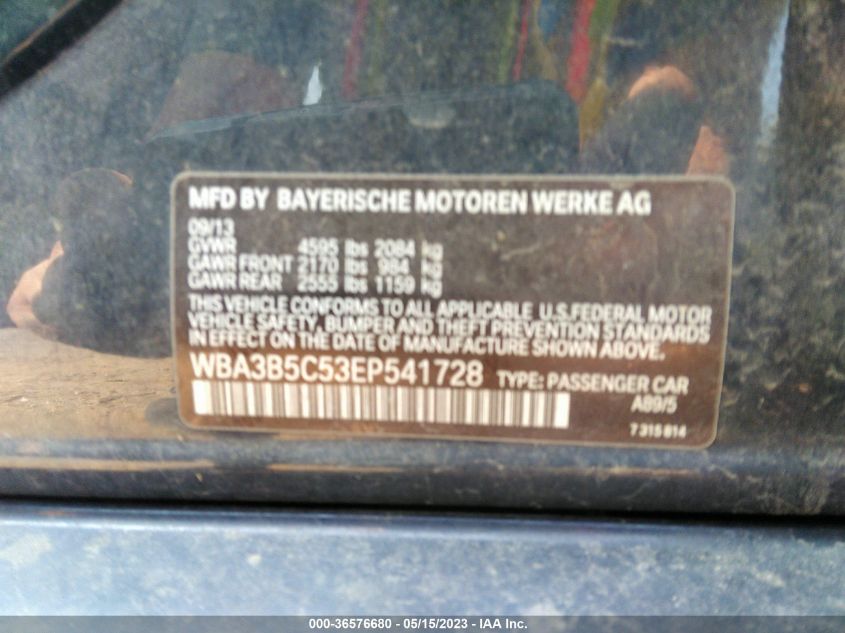 MFD BY BAYERISCHE MOTOREN WERKE AG
09/13
GVWR 4595 lbs 2084 kg
GAWR FRONT 2170 lbs 984 kg
GAWR REAR 2555 lbs 1159 kg
THIS VEHICLE CONFORMS TO ALL APPLICABLE U.S.FEDERAL MOTOR
VEHICLE SAFETY, BUMPER AND THEFT PREVENTION STANDARDS
IN EFFECT ON THE DATE OF MANUFACTURE SHOWN ABOVE.
WBA3B5C53EP541728 TYPE: PASSENGER CAR
A89/5
7 315 814
000-36576680 - 05/15/2023 - IAA Inc.